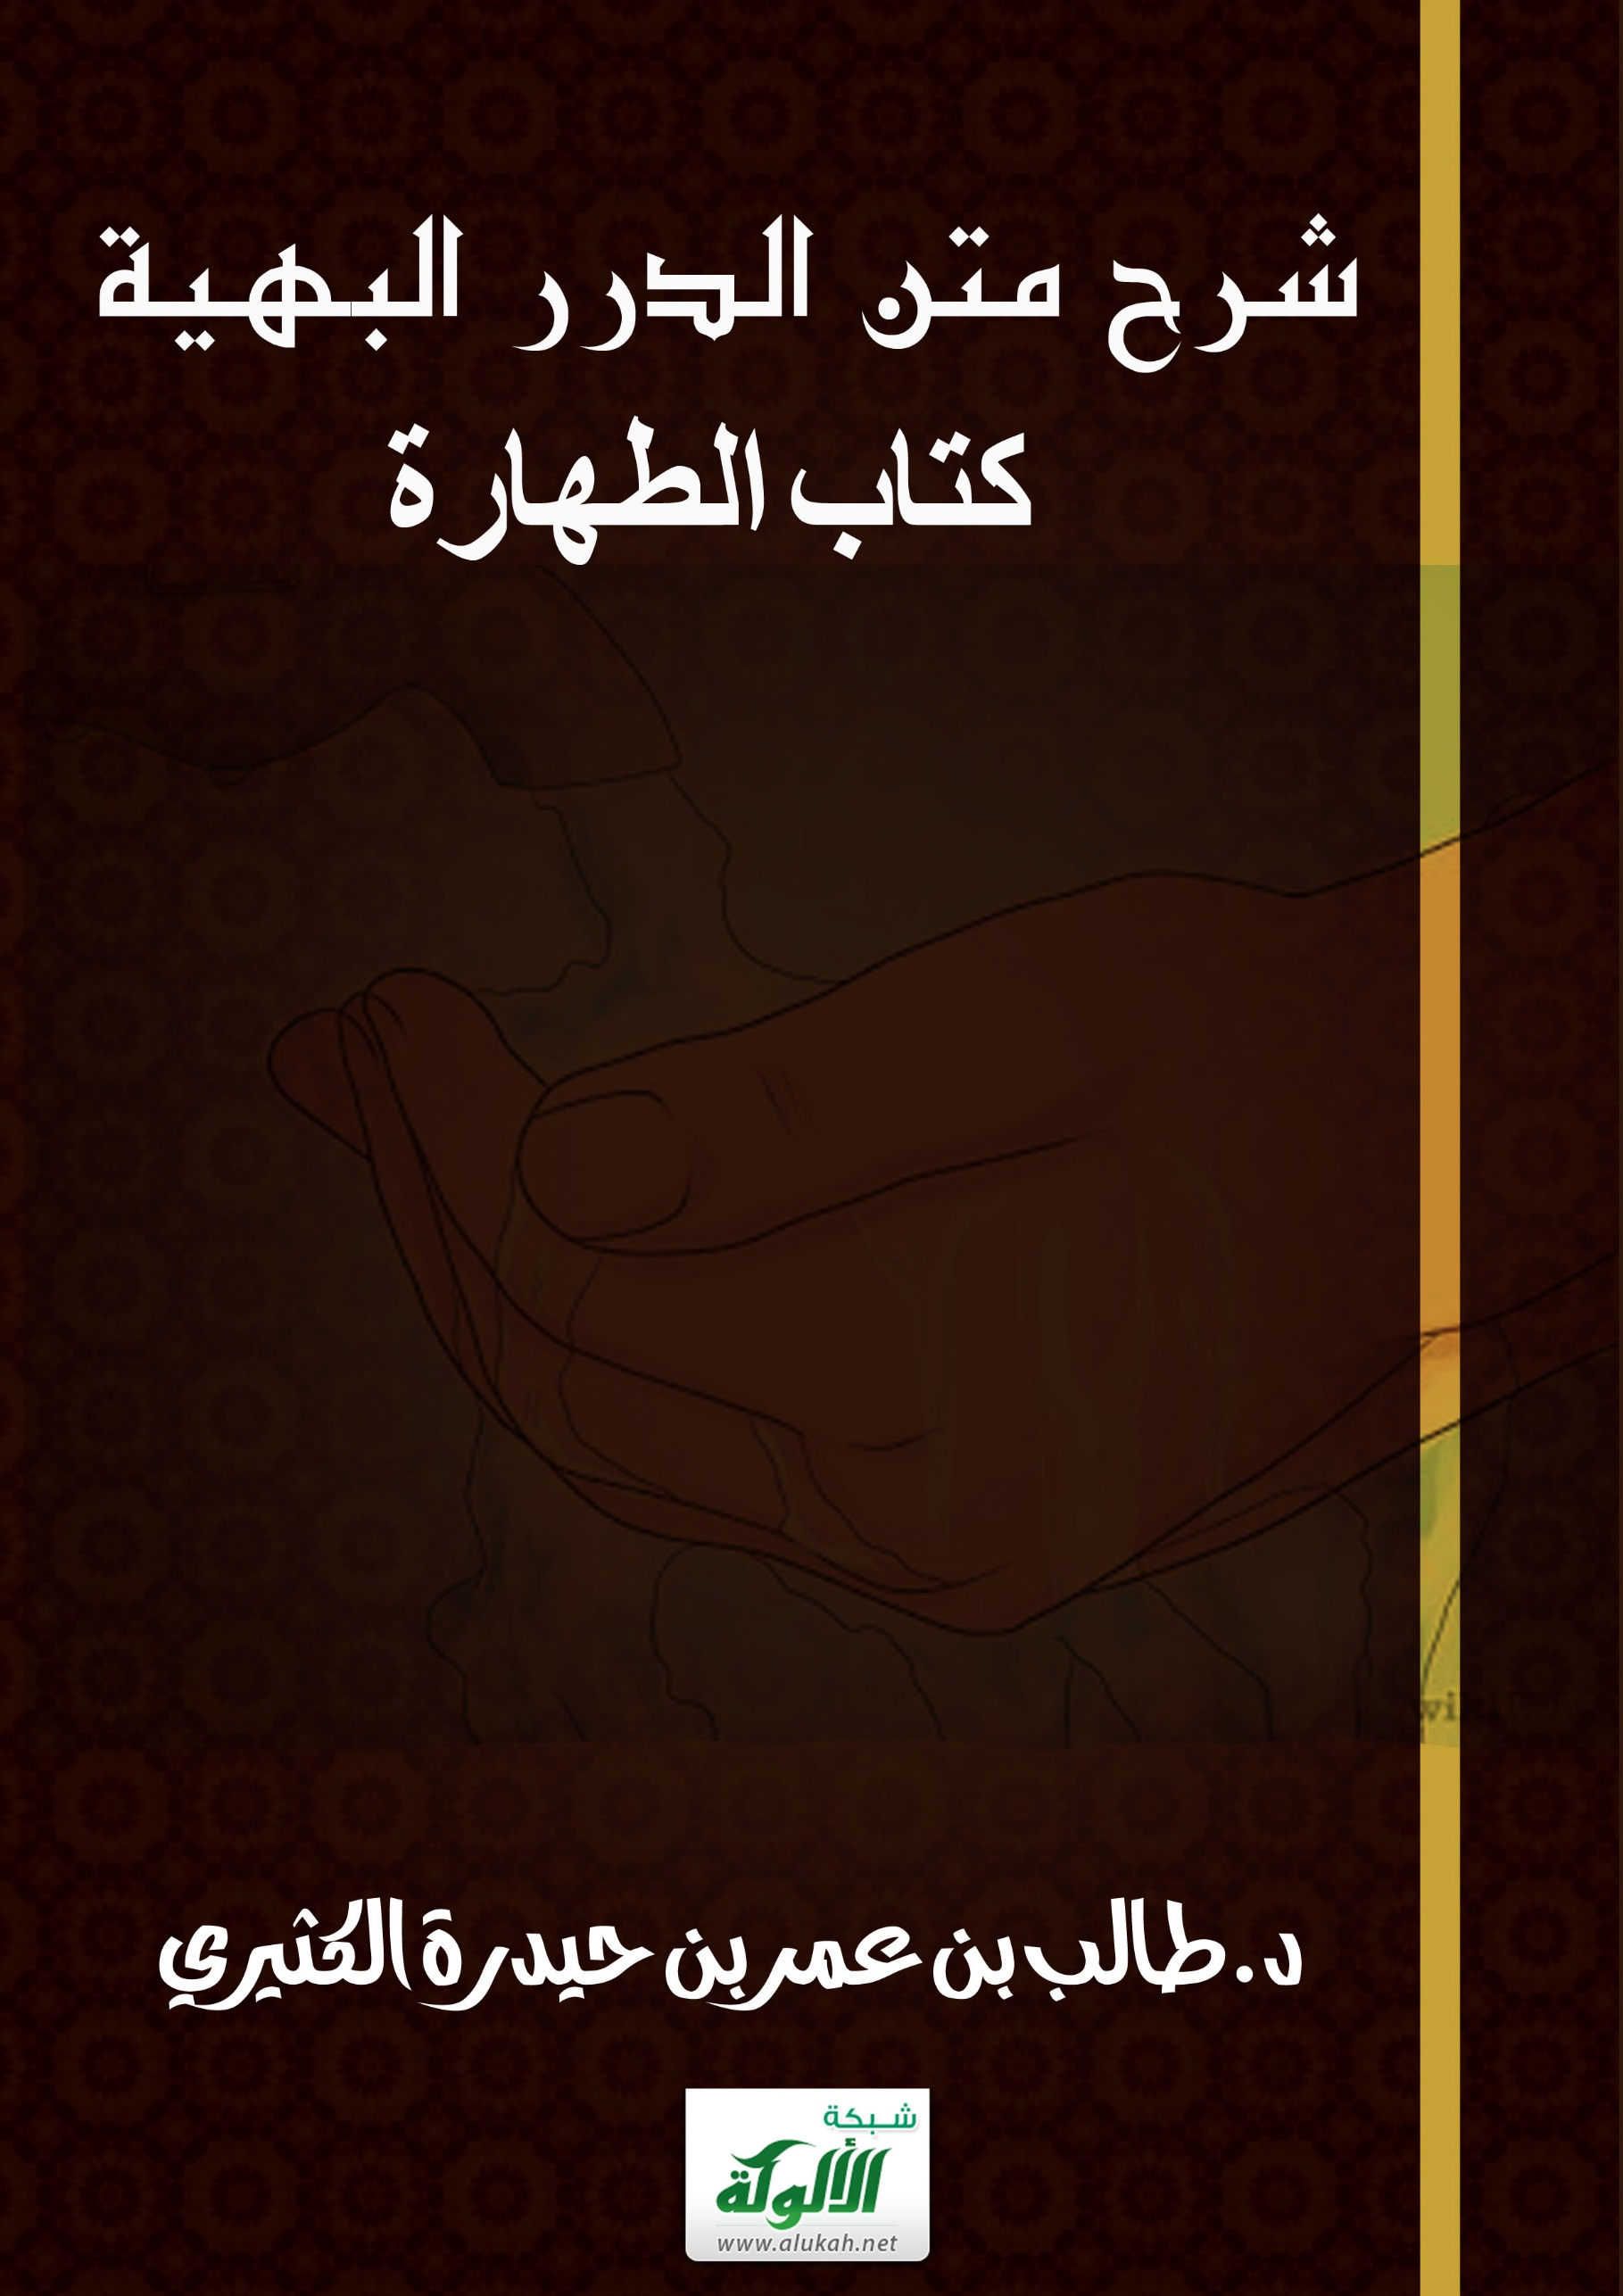 شرح متن الدرر البهية
كتاب الطهارة
د.طالب بن عمر بن حيدرة الكثيري
شبكة
الألوكة
www.alukah.net